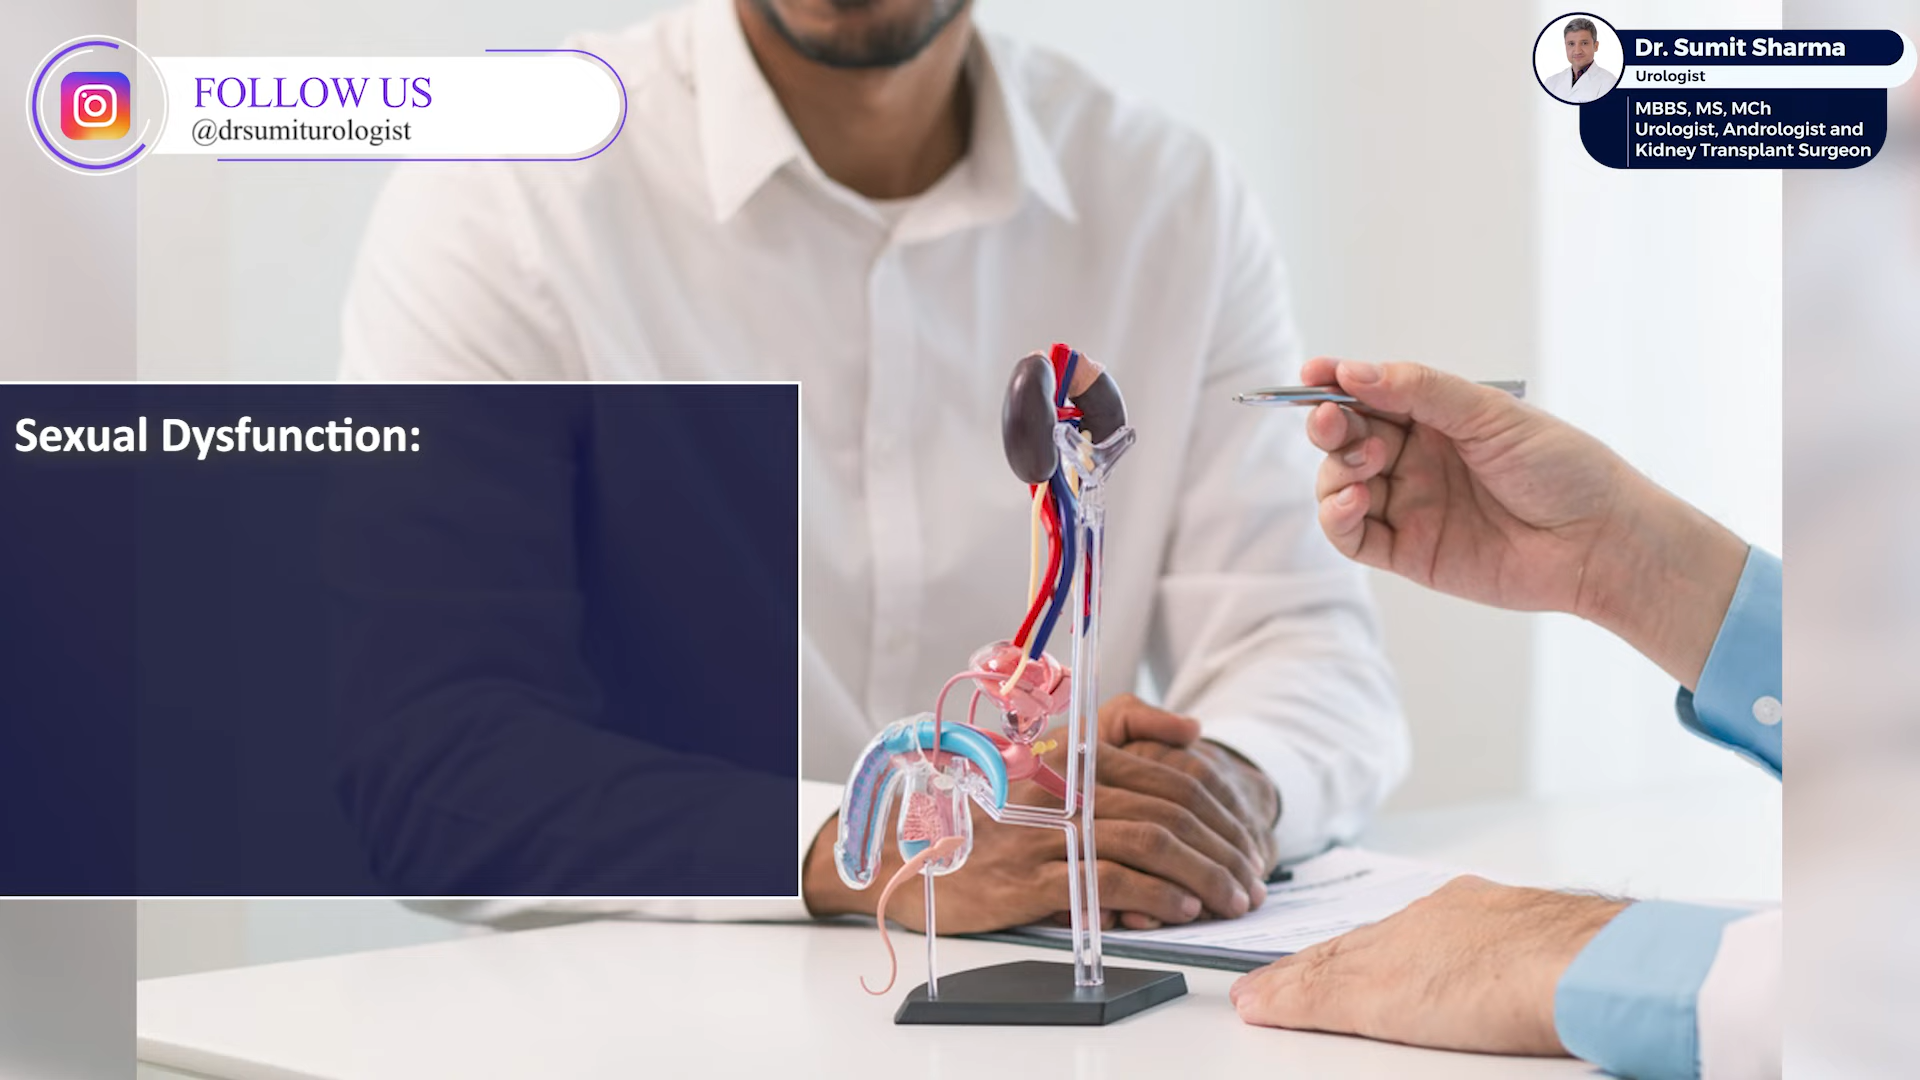 FOLLOW US
@drsumiturologist
Dr. Sumit Sharma
Urologist
MBBS, MS, MCh
Urologist, Andrologist and
Kidney Transplant Surgeon
Sexual Dysfunction: